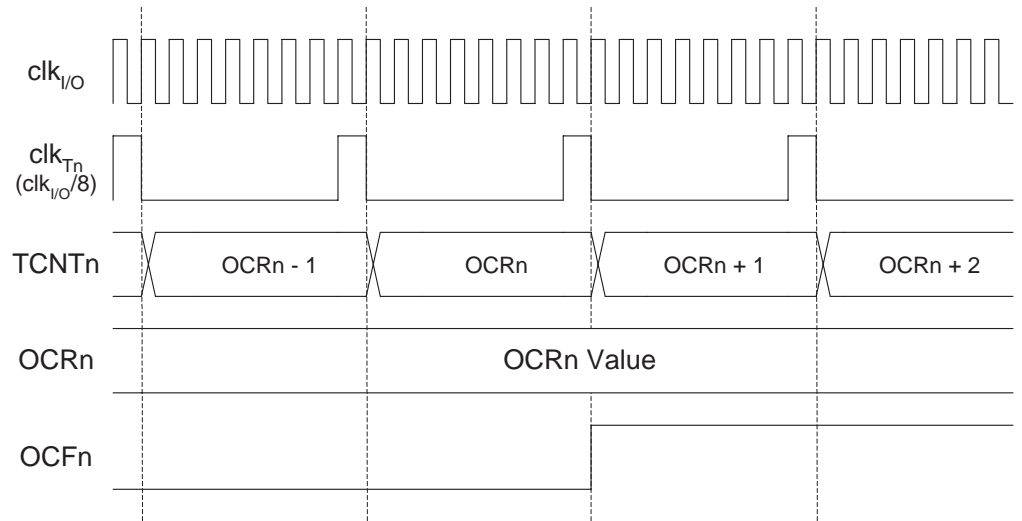 clkI/O
clkTn
(clkI/O/8)
TCNTn
OCRn - 1
OCRn
OCRn + 1
OCRn + 2
OCRn
OCRn Value
OCFn